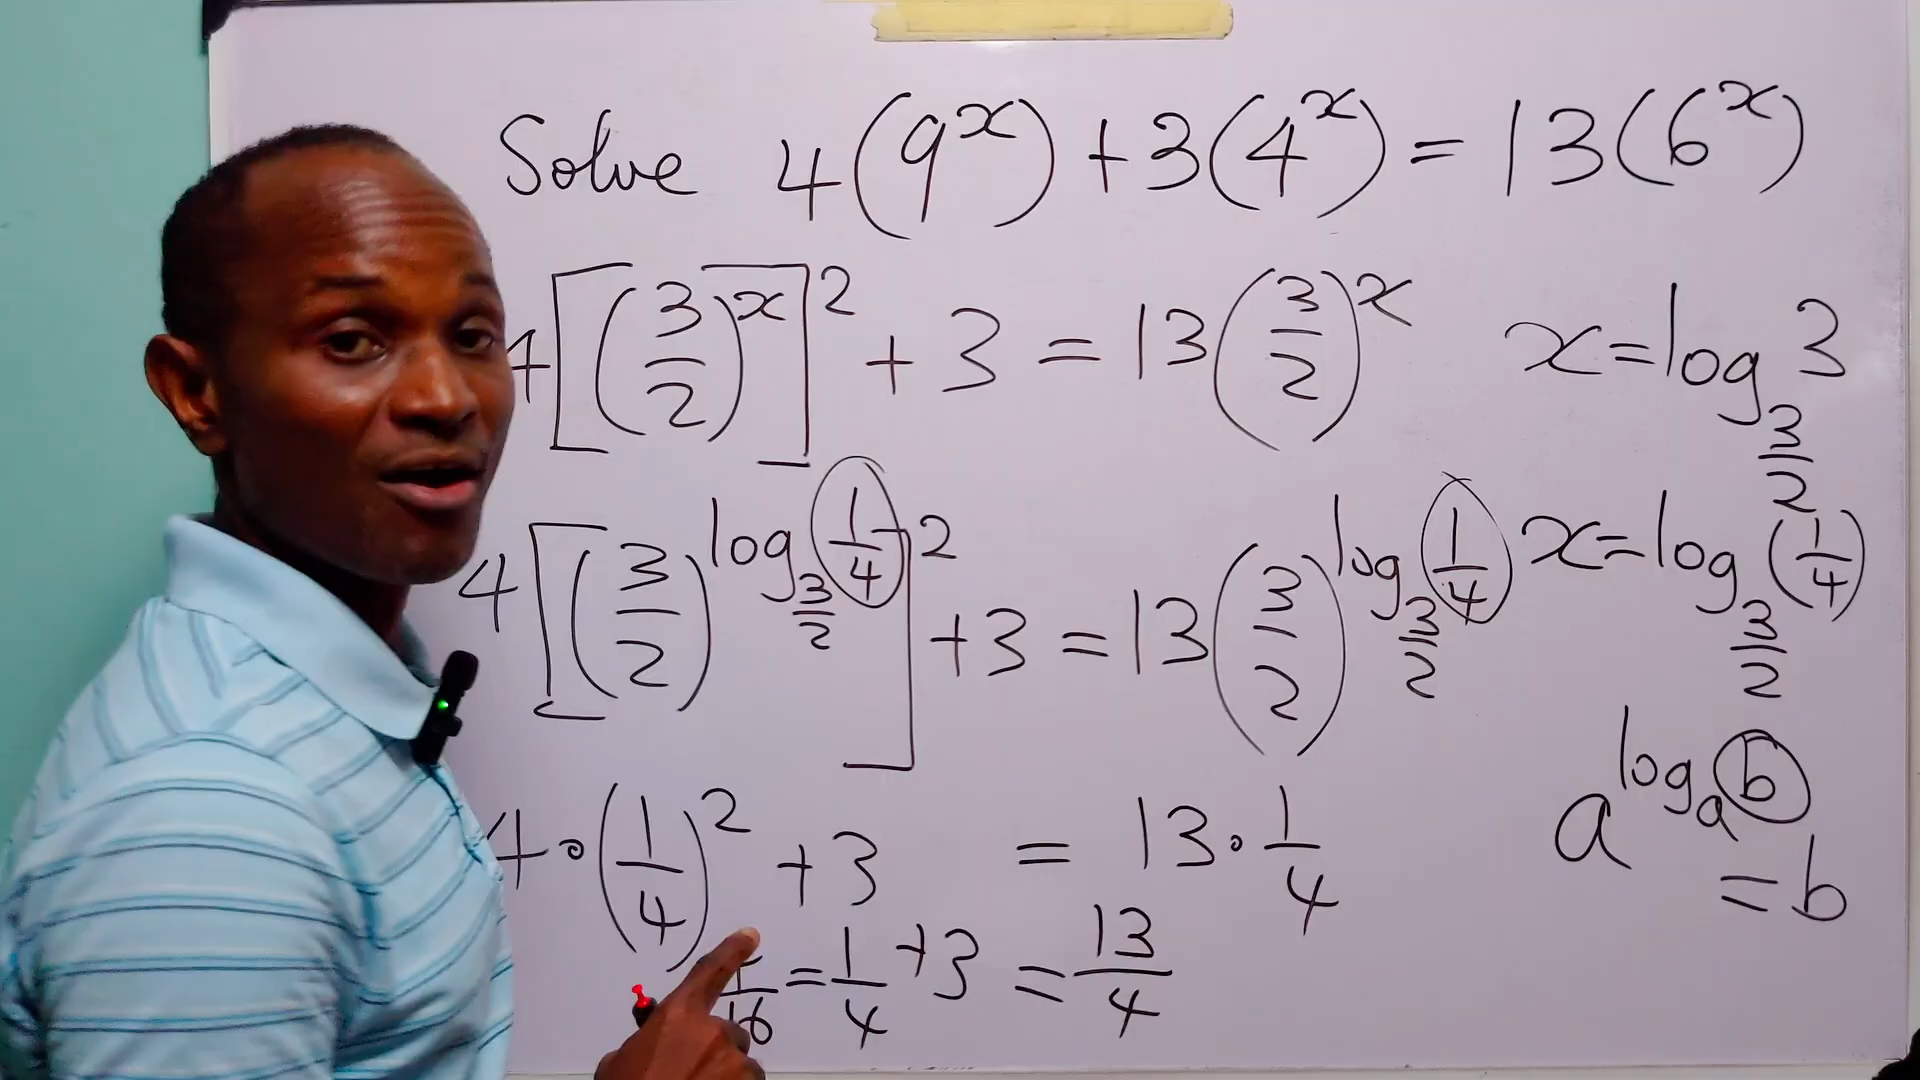 Solve 4(9^x) + 3(4^x) = 13(6^x)
4[(3/2)^x]^2 + 3 = 13(3/2)^x
x = log_{3/2} 3
4[(3/2)^{log_{3/2} 1/4}]^2 + 3 = 13(3/2)^{log_{3/2} 1/4}
x = log_{3/2} (1/4)
a^{log_a b} = b
4∘(1/4)^2 + 3 = 13∘1/4
/16 = 1/4 + 3 = 13/4